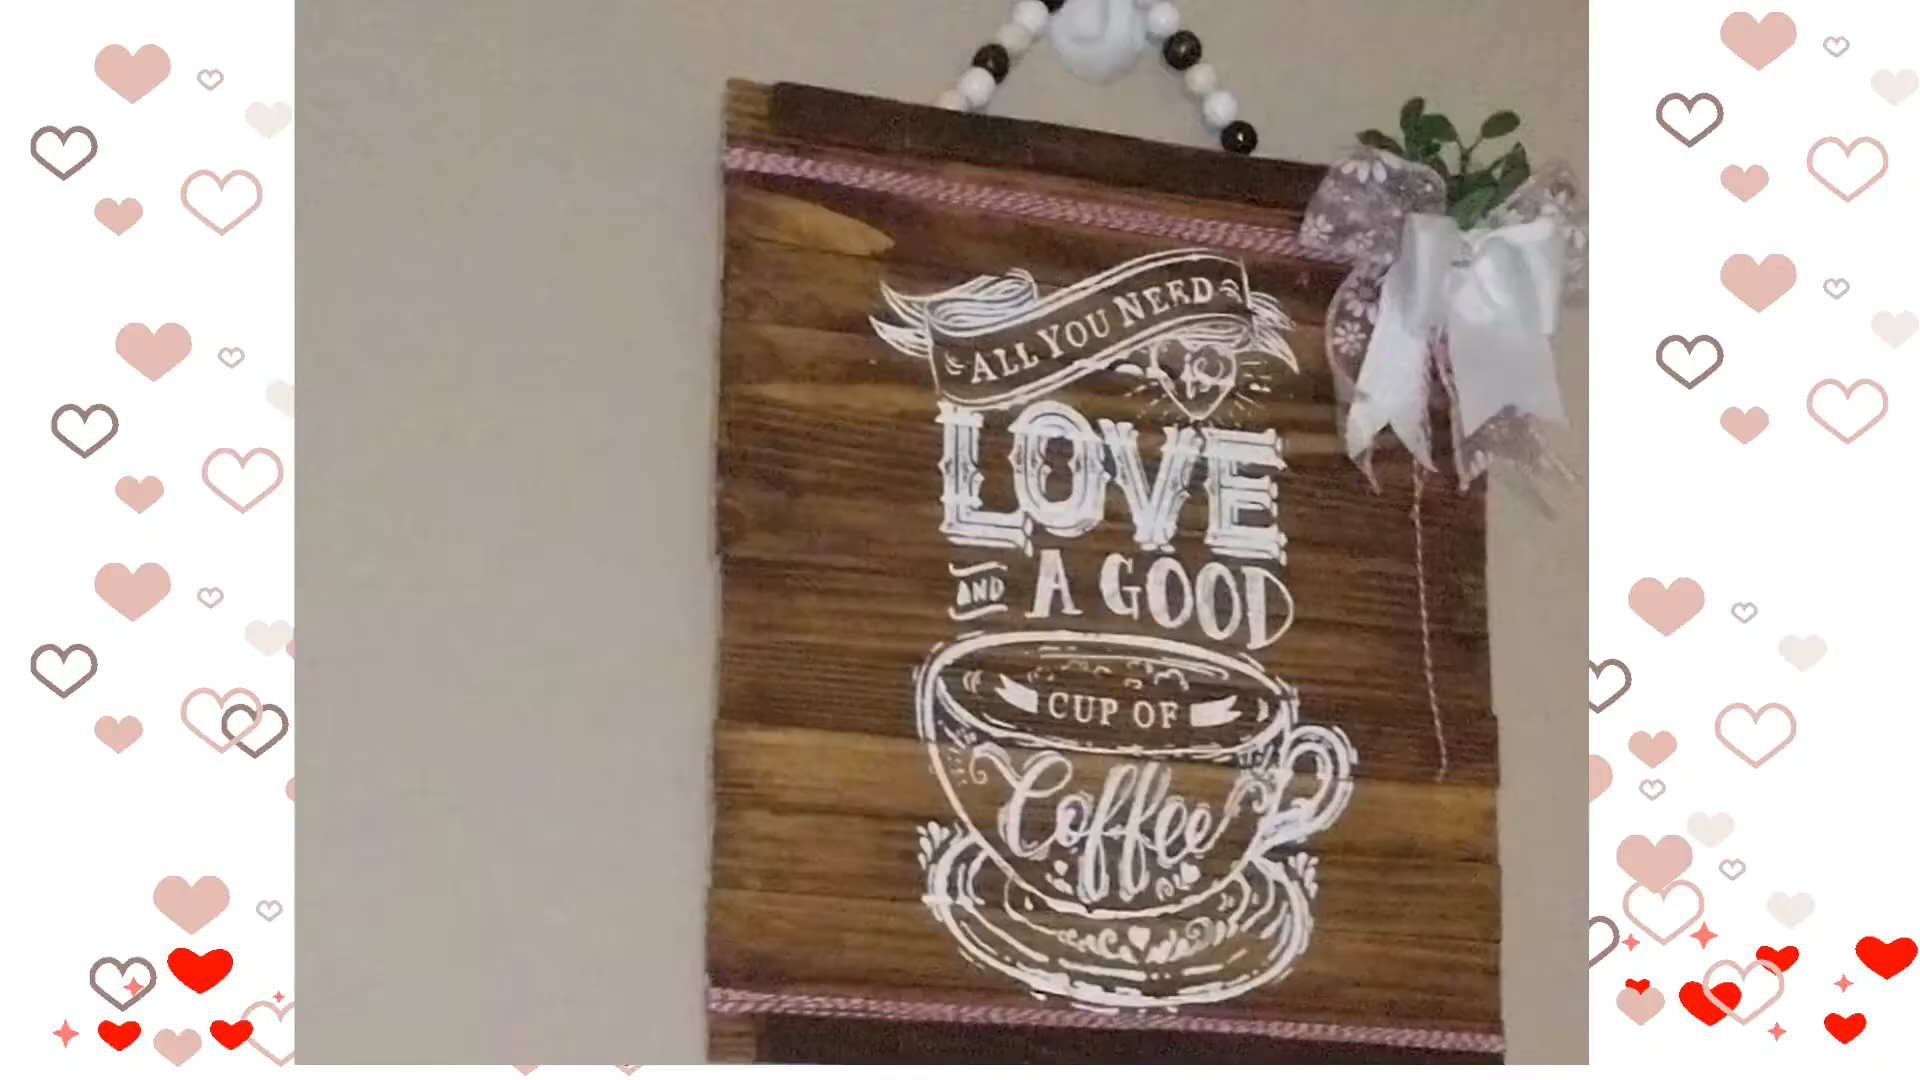 ALL YOU NEED
IS
LOVE
AND A GOOD
CUP OF
Coffee